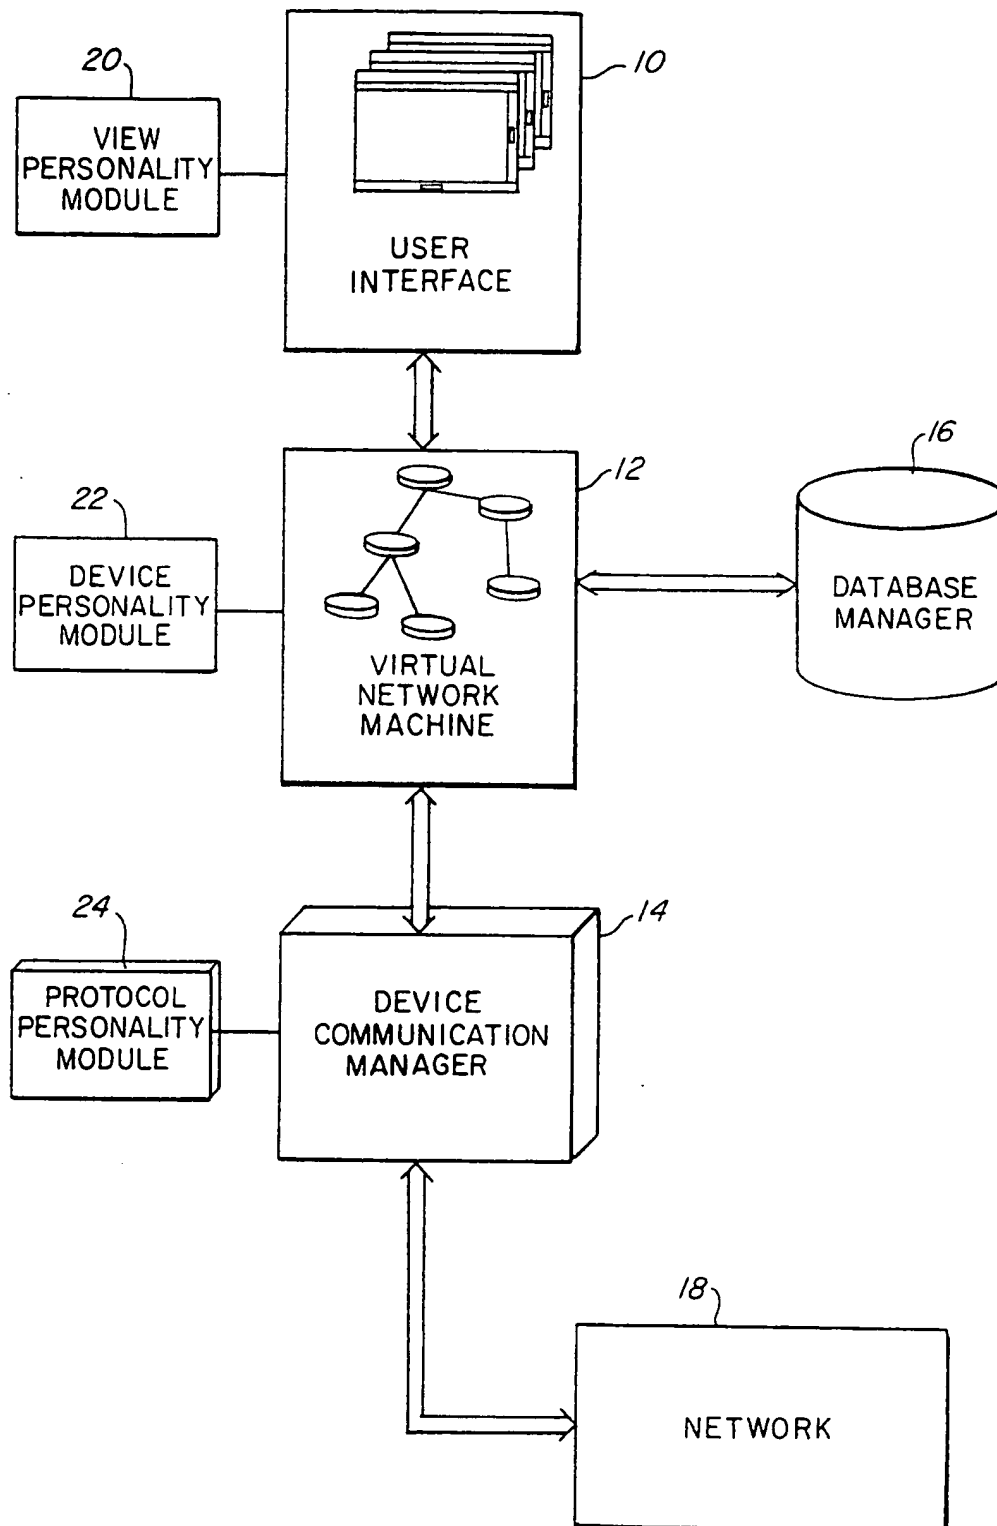 20
10
VIEW
PERSONALITY
MODULE
USER
INTERFACE
22
12
16
DEVICE
PERSONALITY
MODULE
VIRTUAL
NETWORK
MACHINE
DATABASE
MANAGER
24
14
PROTOCOL
PERSONALITY
MODULE
DEVICE
COMMUNICATION
MANAGER
18
NETWORK